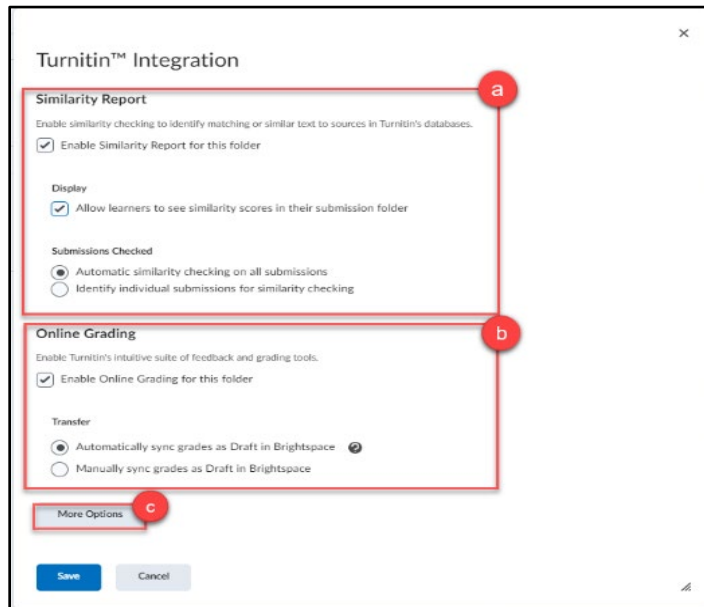 Turnitin™ Integration
a
Similarity Report
Enable similarity checking to identify matching or similar text to sources in Turnitin's databases.
Enable Similarity Report for this folder
Display
Allow learners to see similarity scores in their submission folder
Submissions Checked
Automatic similarity checking on all submissions
Identify individual submissions for similarity checking
b
Online Grading
Enable Turnitin's intuitive suite of feedback and grading tools.
Enable Online Grading for this folder
Transfer
Automatically sync grades as Draft in Brightspace
Manually sync grades as Draft in Brightspace
More Options c
Save Cancel